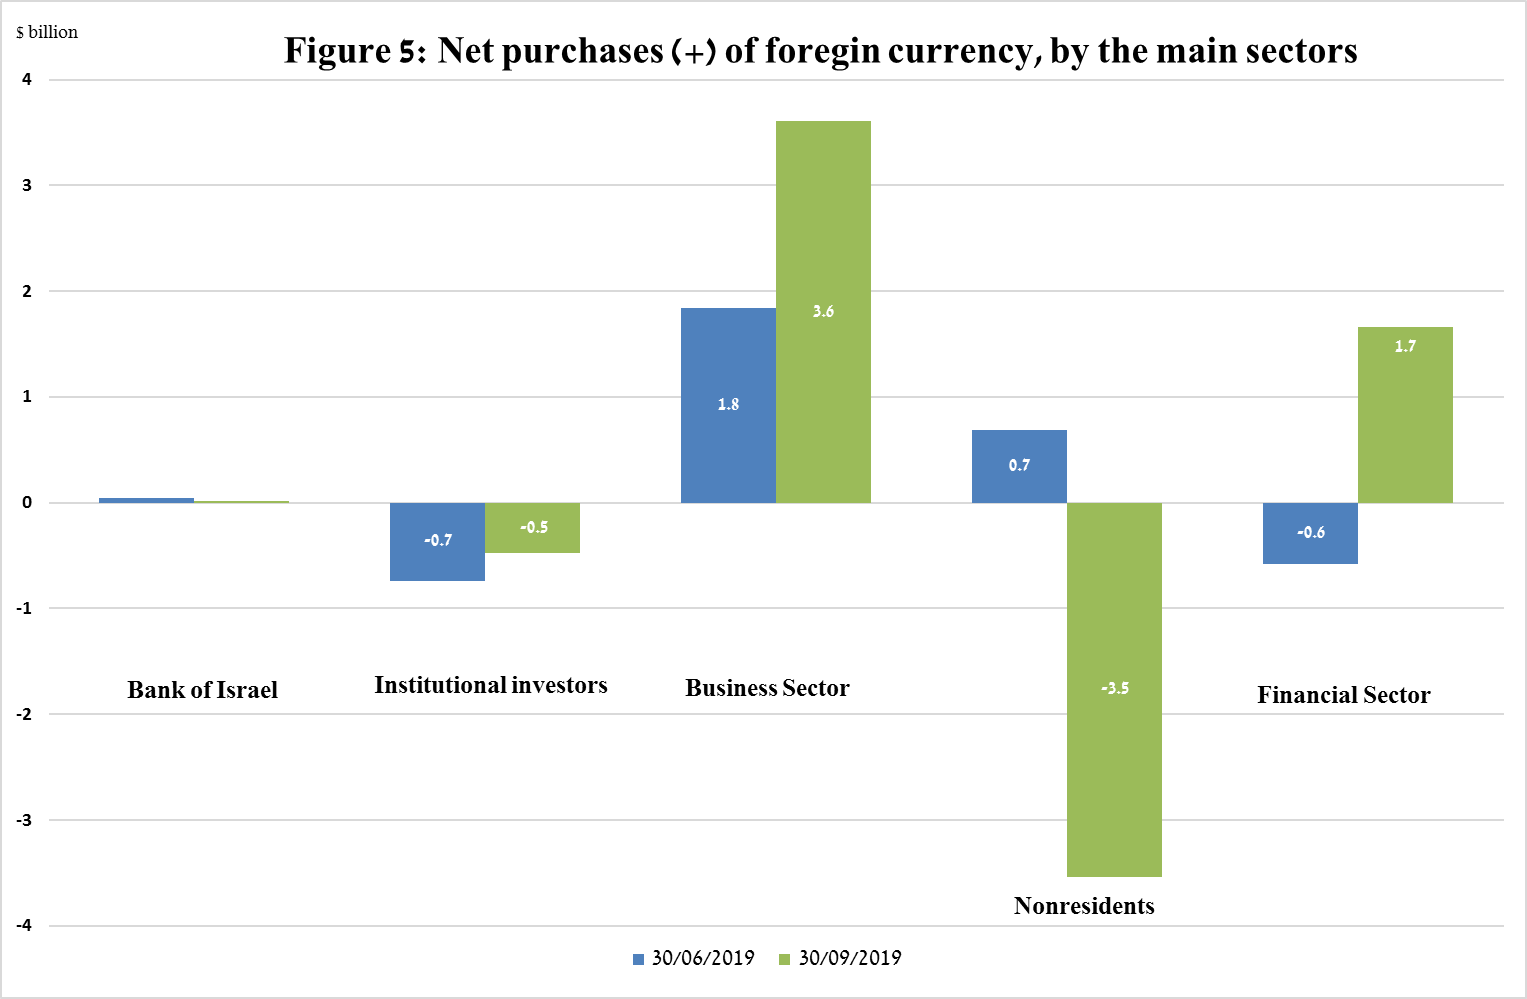 $ billion
Figure 5: Net purchases (+) of foregin currency, by the main sectors
4
3
2
1
0
-1
-2
-3
-4
3.6
1.8
1.7
0.7
-0.7
-0.5
-0.6
-3.5
Bank of Israel
Institutional investors
Business Sector
Nonresidents
Financial Sector
30/06/2019
30/09/2019